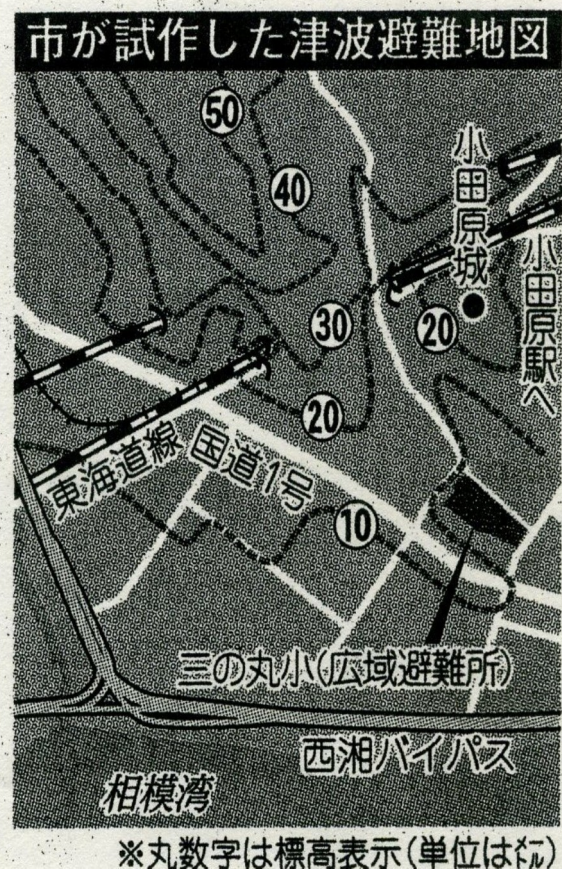 市が試作した津波避難地図
50
40
小田原城
小田原駅へ
30
20
20
東海道線
国道1号
10
三の丸小(広域避難所)
西湘バイパス
相模湾
※丸数字は標高表示(単位は㍍)